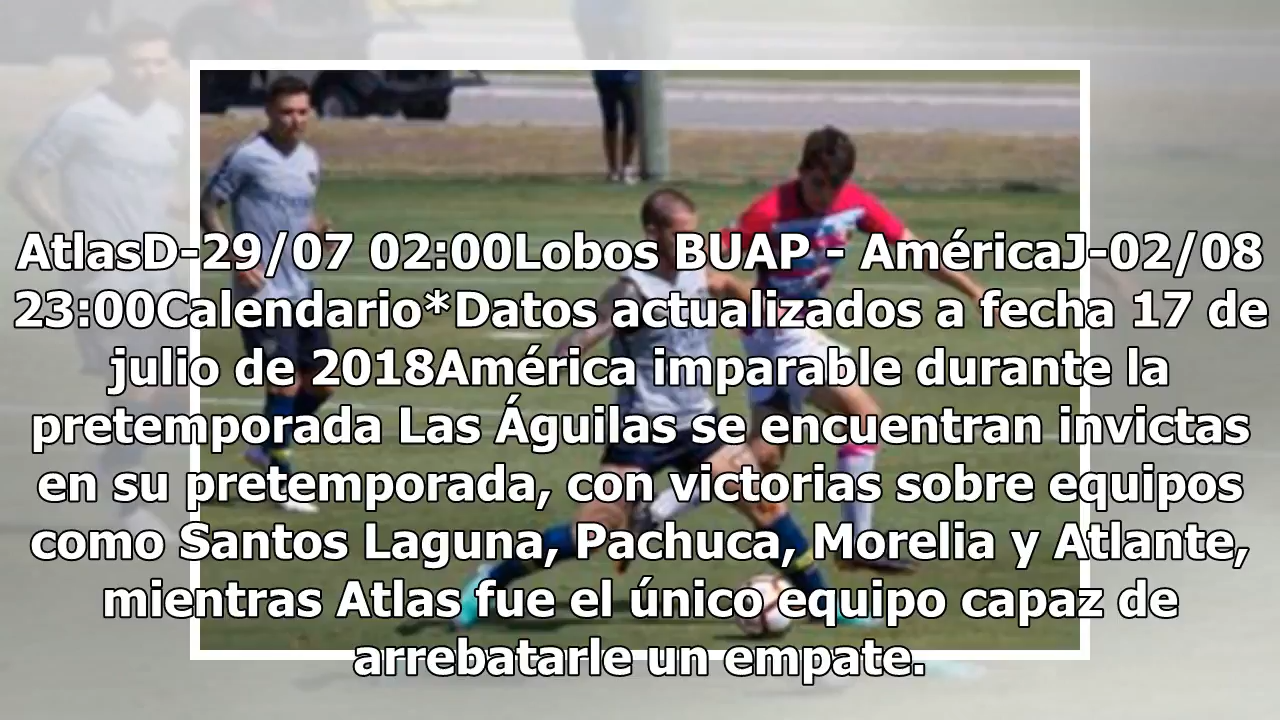 AtlasD-29/07 02:00Lobos BUAP - AméricaJ-02/08
23:00Calendario*Datos actualizados a fecha 17 de
julio de 2018América imparable durante la
pretemporada Las Águilas se encuentran invictas
en su pretemporada, con victorias sobre equipos
como Santos Laguna, Pachuca, Morelia y Atlante,
mientras Atlas fue el único equipo capaz de
arrebatarle un empate.